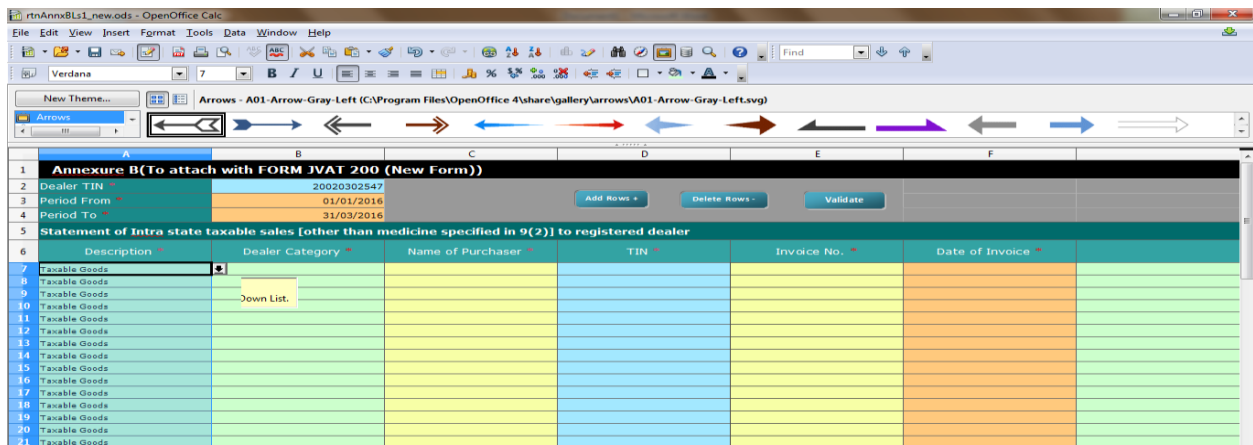 rtnAnnxBLs1_new.ods - OpenOffice Calc
File Edit View Insert Format Tools Data Window Help
ABC Find
Verdana 7 B I U
New Theme... Arrows - A01-Arrow-Gray-Left (C:\Program Files\OpenOffice 4\share\gallery\arrows\A01-Arrow-Gray-Left.svg)
Arrows
A B C D E F
1 Annexure B(To attach with FORM JVAT 200 (New Form))
2 Dealer TIN * 20020302547
3 Period From * 01/01/2016 Add Rows + Delete Rows - Validate
4 Period To * 31/03/2016
5 Statement of Intra state taxable sales [other than medicine specified in 9(2)] to registered dealer
6 Description * Dealer Category * Name of Purchaser * TIN * Invoice No. * Date of Invoice *
7 Taxable Goods
8 Taxable Goods
9 Taxable Goods Down List.
10 Taxable Goods
11 Taxable Goods
12 Taxable Goods
13 Taxable Goods
14 Taxable Goods
15 Taxable Goods
16 Taxable Goods
17 Taxable Goods
18 Taxable Goods
19 Taxable Goods
20 Taxable Goods
21 Taxable Goods